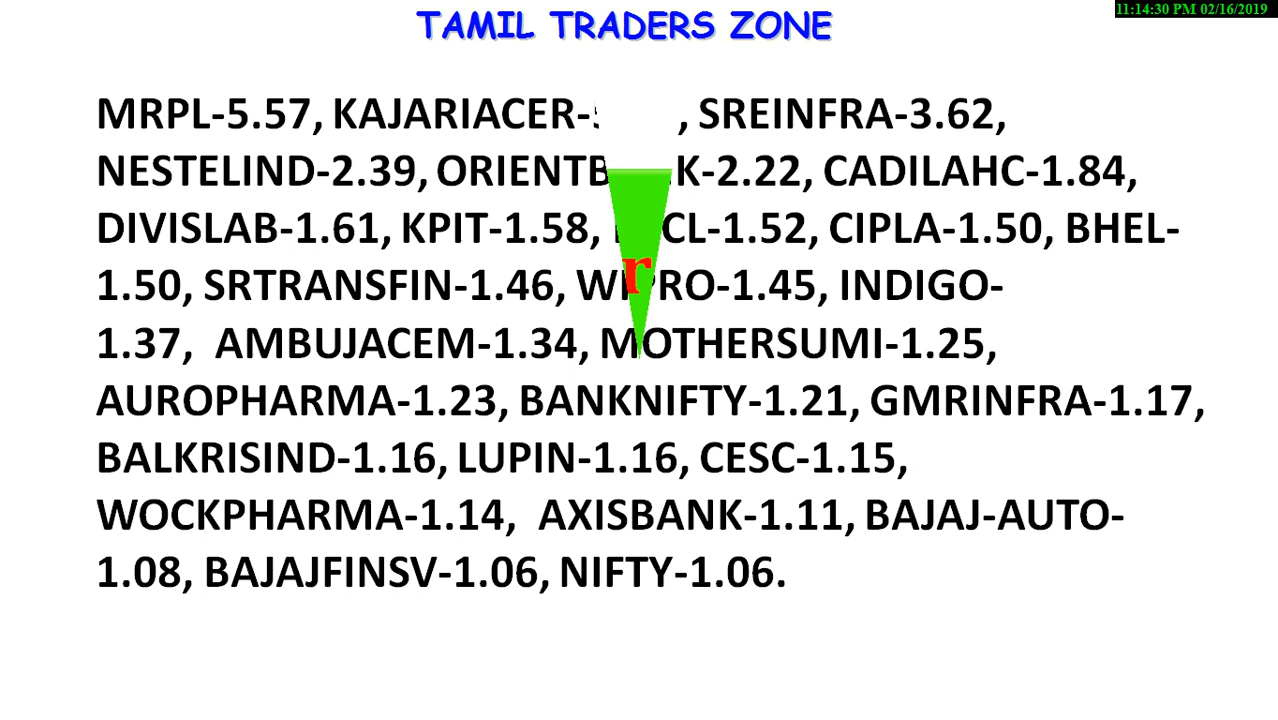 11:14:30 PM 02/16/2019
TAMIL TRADERS ZONE
MRPL-5.57, KAJARIACER- , SREINFRA-3.62,
NESTELIND-2.39, K-2.22, CADILAHC-1.84,
DIVISLAB-1.61, KPIT-1.58, CL-1.52, CIPLA-1.50, BHEL-
1.50, SRTRANSFIN-1.46, WIPRO-1.45, INDIGO-
r
1.37, AMBUJACEM-1.34, MOTHERSUMI-1.25,
AUROPHARMA-1.23, BANKNIFTY-1.21, GMRINFRA-1.17,
BALKRISIND-1.16, LUPIN-1.16, CESC-1.15,
WOCKPHARMA-1.14, AXISBANK-1.11, BAJAJ-AUTO-
1.08, BAJAJFINSV-1.06, NIFTY-1.06.